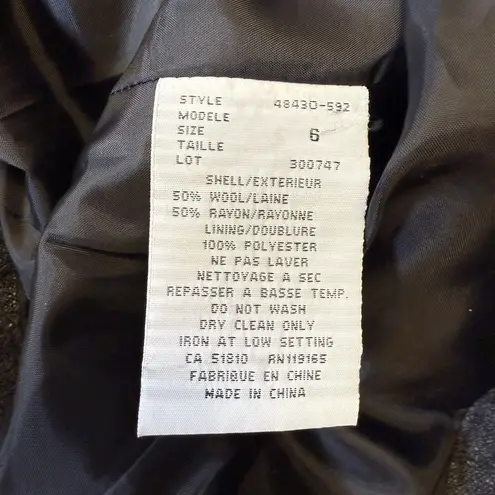 STYLE 48430-592
MODELE
SIZE 6
TAILLE
LOT 300747
SHELL/EXTERIEUR
50% WOOL/LAINE
50% RAYON/RAYONNE
LINING/DOUBLURE
100% POLYESTER
NE PAS LAVER
NETTOYAGE A SEC
REPASSER A BASSE TEMP.
DO NOT WASH
DRY CLEAN ONLY
IRON AT LOW SETTING
CA 51810 RN119165
FABRIQUE EN CHINE
MADE IN CHINA